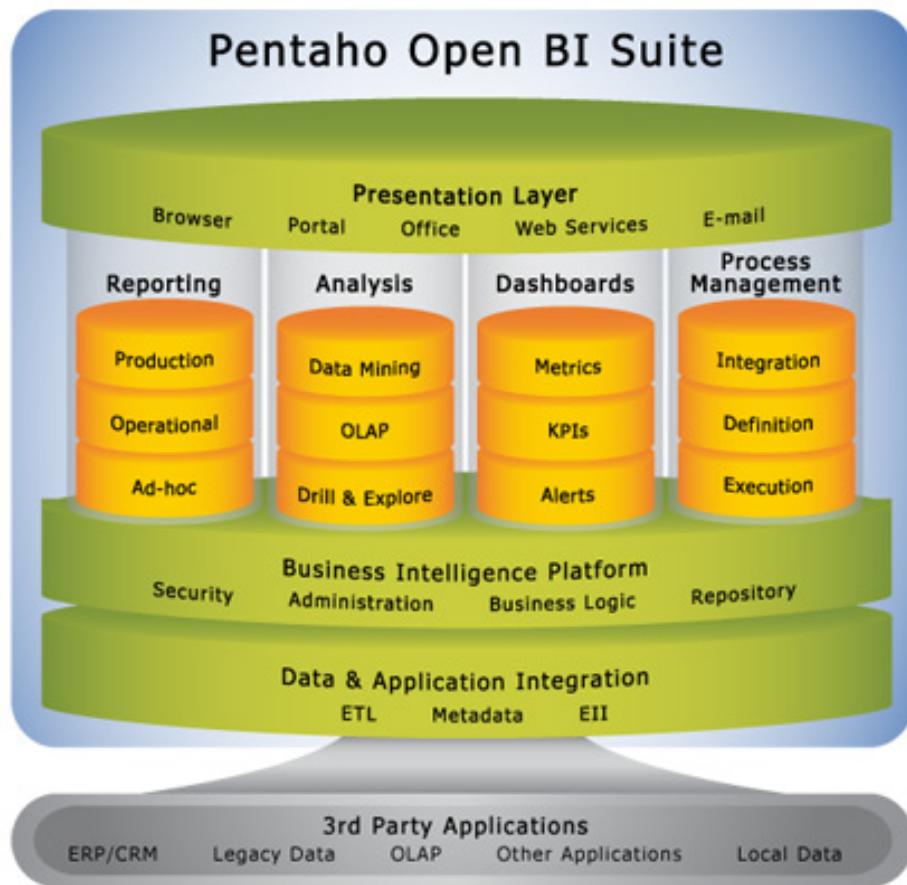 Pentaho Open BI Suite
Presentation Layer
Browser Portal Office Web Services E-mail
Reporting Analysis Dashboards Process Management
Production Data Mining Metrics Integration
Operational OLAP KPIs Definition
Ad-hoc Drill & Explore Alerts Execution
Business Intelligence Platform
Security Administration Business Logic Repository
Data & Application Integration
ETL Metadata EII
3rd Party Applications
ERP/CRM Legacy Data OLAP Other Applications Local Data